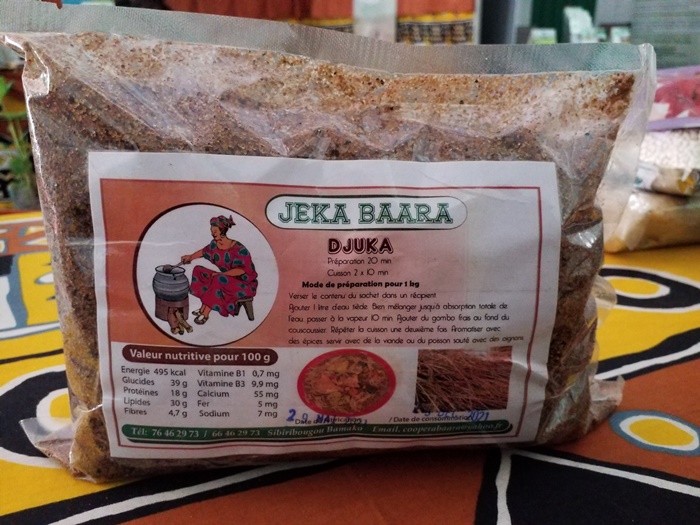 JEKA BAARA
DJUKA
Préparation 20 min
Cuisson 2 x 10 min
Mode de préparation pour 1 kg
Verser le contenu du sachet dans un récipient
Ajouter 1 litre d'eau tiède. Bien mélanger jusqu'à absorption totale de
l'eau. passer à la vapeur 10 min. Ajouter du gombo frais au fond du
couscoussier. Répéter la cuisson une deuxième fois. Aromatiser avec
des épices. servir avec de la viande ou du poisson sauté avec des oignons.
Valeur nutritive pour 100 g
Energie 495 kcal Vitamine B1 0,7 mg
Glucides 39 g Vitamine B3 9,9 mg
Protéines 18 g Calcium 55 mg
Lipides 30 g Fer 5 mg
Fibres 4,7 g Sodium 7 mg
/ Date de consommation
2021
Tél: 76 46 29 73 / 66 46 29 73 Sibiribougou Bamako Email.